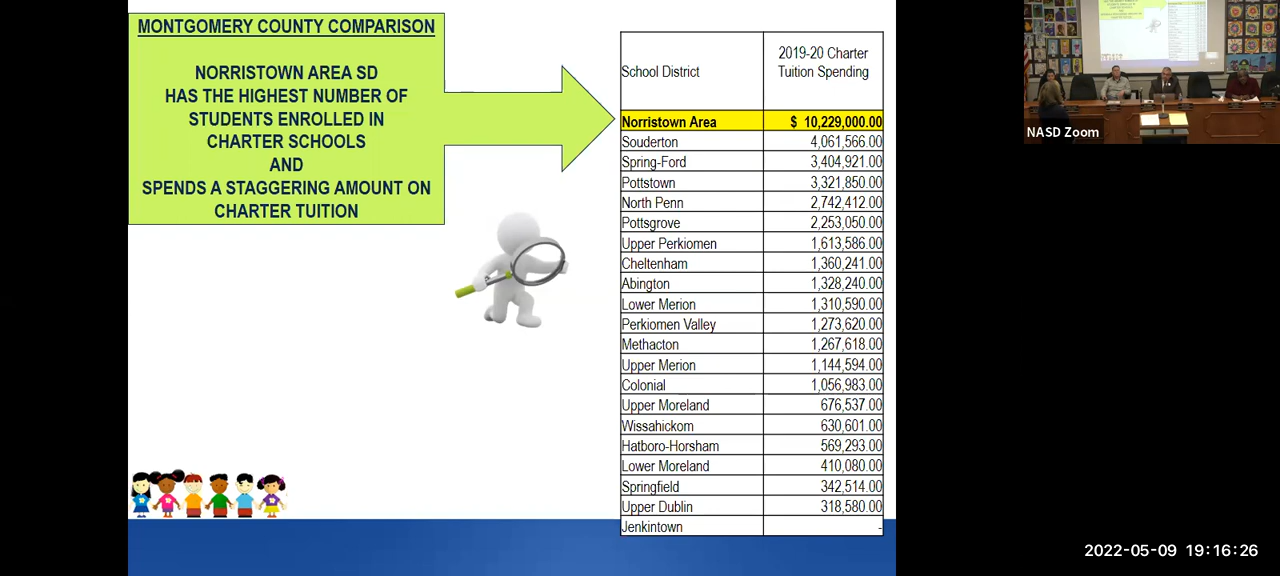 MONTGOMERY COUNTY COMPARISON
NORRISTOWN AREA SD
HAS THE HIGHEST NUMBER OF
STUDENTS ENROLLED IN
CHARTER SCHOOLS
AND
SPENDS A STAGGERING AMOUNT ON
CHARTER TUITION
School District 2019-20 Charter Tuition Spending
Norristown Area $ 10,229,000.00
Souderton 4,061,566.00
Spring-Ford 3,404,921.00
Pottstown 3,321,850.00
North Penn 2,742,412.00
Pottsgrove 2,253,050.00
Upper Perkiomen 1,613,586.00
Cheltenham 1,360,241.00
Abington 1,328,240.00
Lower Merion 1,310,590.00
Perkiomen Valley 1,273,620.00
Methacton 1,267,618.00
Upper Merion 1,144,594.00
Colonial 1,056,983.00
Upper Moreland 676,537.00
Wissahickom 630,601.00
Hatboro-Horsham 569,293.00
Lower Moreland 410,080.00
Springfield 342,514.00
Upper Dublin 318,580.00
Jenkintown -
NASD Zoom
2022-05-09 19:16:26